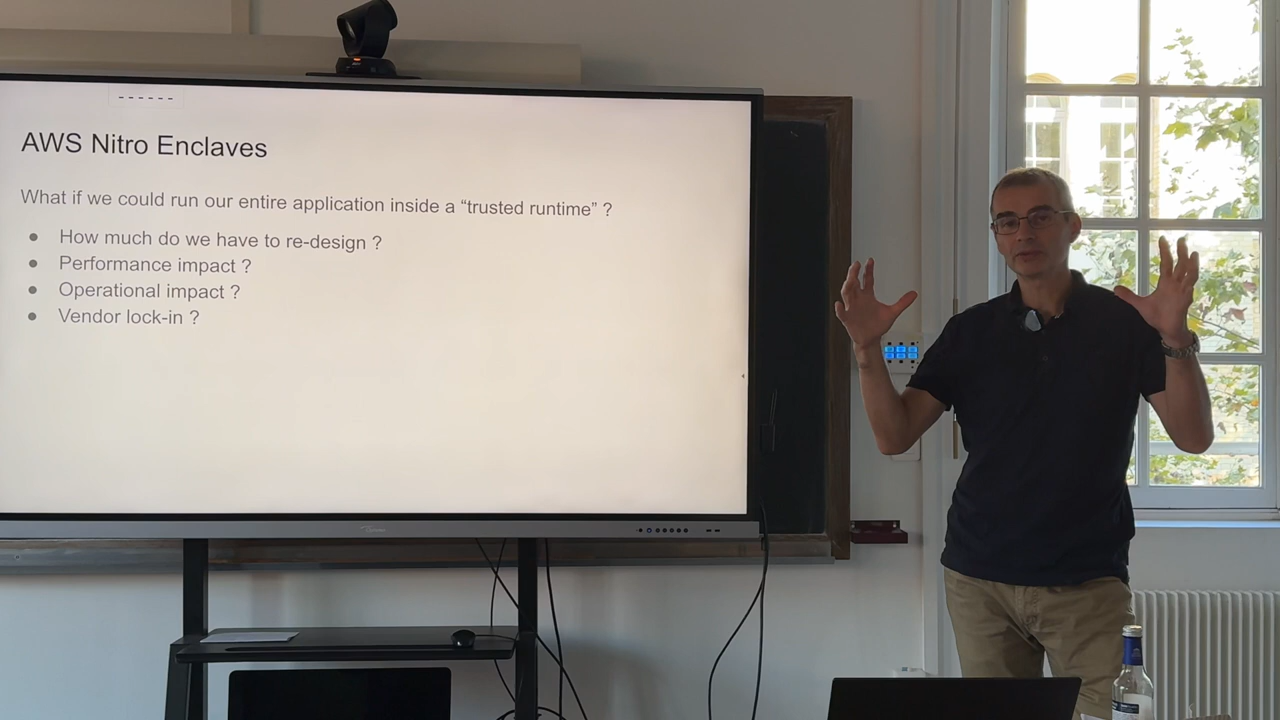 AWS Nitro Enclaves
What if we could run our entire application inside a “trusted runtime” ?
● How much do we have to re-design ?
● Performance impact ?
● Operational impact ?
● Vendor lock-in ?